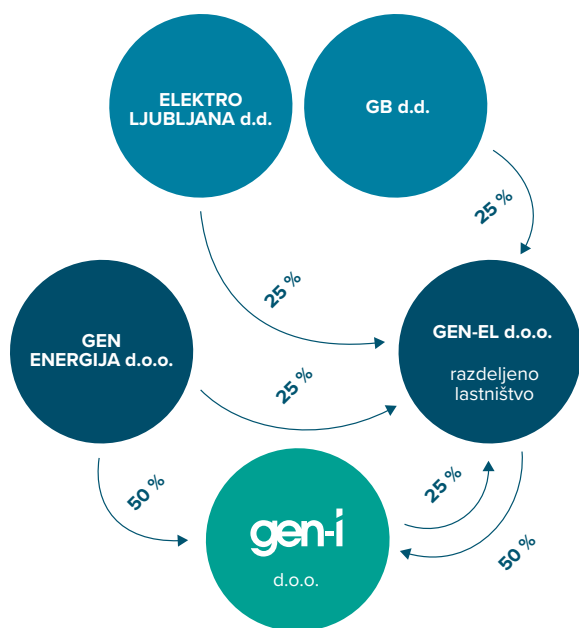 ELEKTRO
LJUBLJANA d.d.
GB d.d.
25 %
25 %
GEN
ENERGIJA d.o.o.
GEN-EL d.o.o.
razdeljeno
lastništvo
25 %
50 %
25 %
50 %
gen-i
d.o.o.